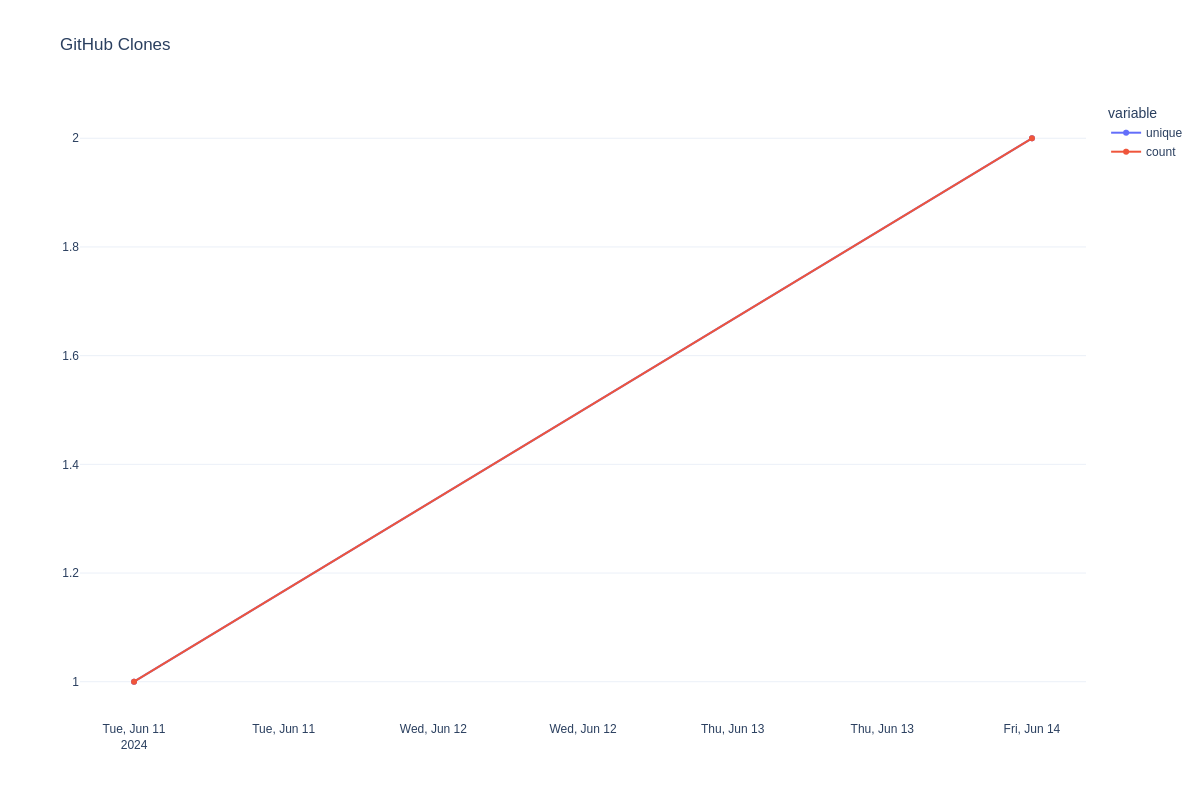 GitHub Clones
variable
unique
count
2
1.8
1.6
1.4
1.2
1
Tue, Jun 11
2024
Tue, Jun 11
Wed, Jun 12
Wed, Jun 12
Thu, Jun 13
Thu, Jun 13
Fri, Jun 14